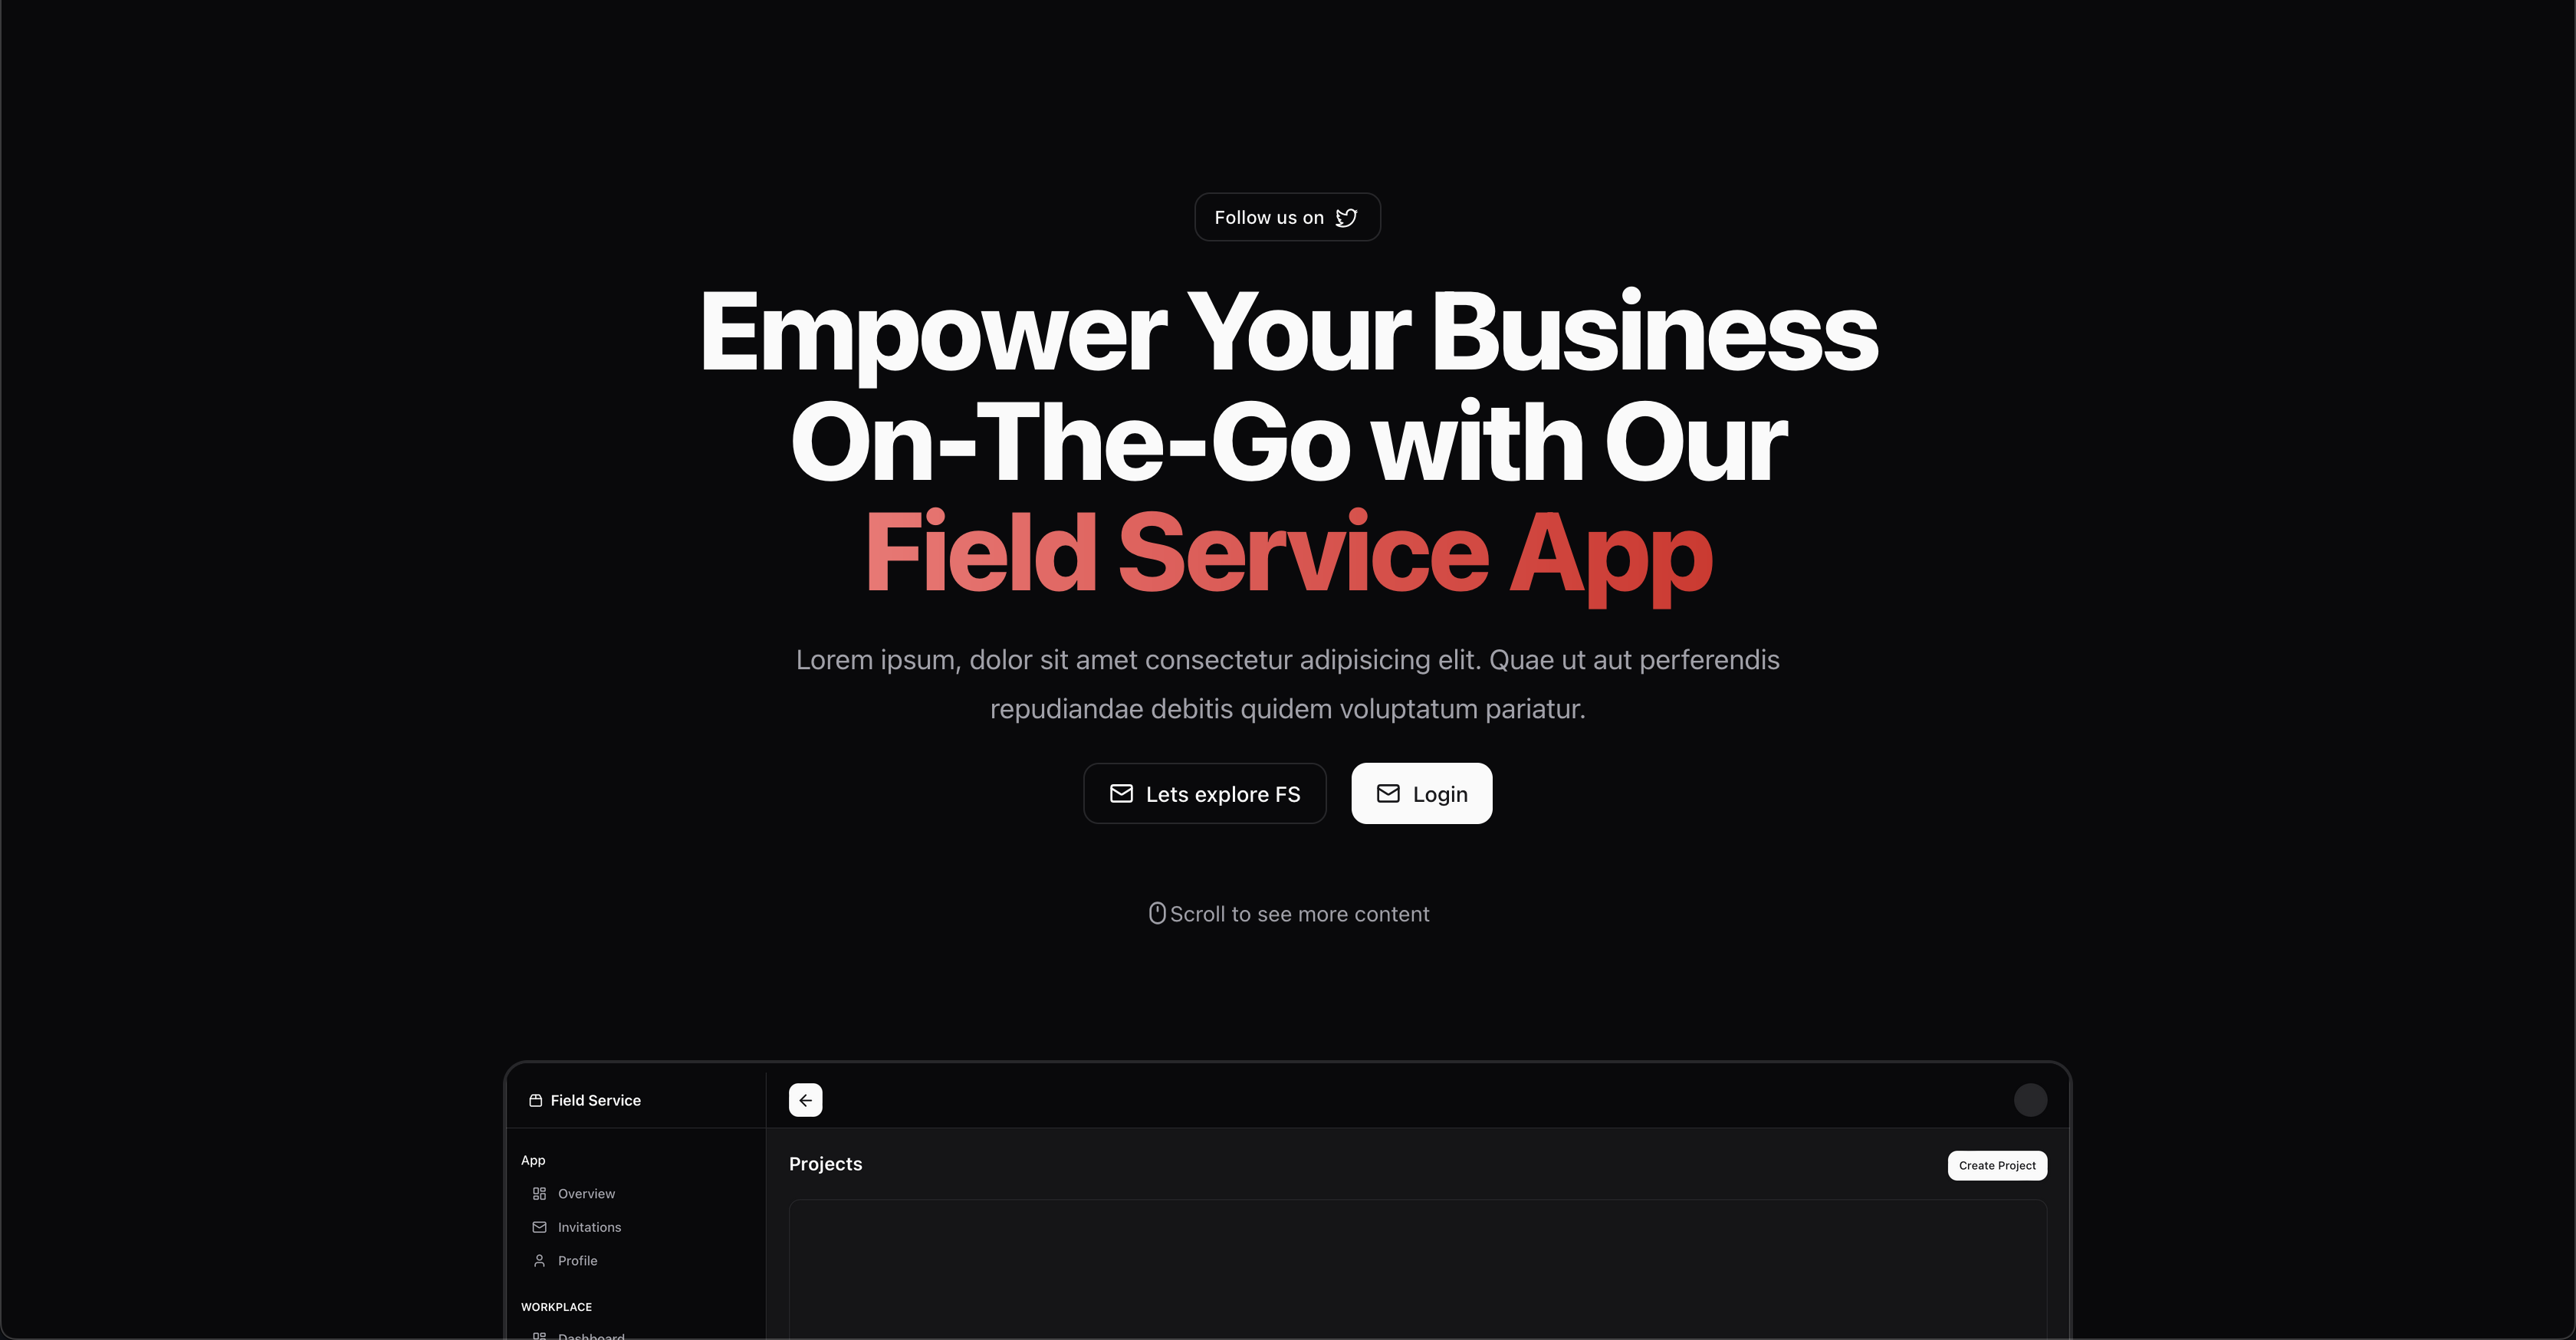 Follow us on
Empower Your Business
On-The-Go with Our
Field Service App
Lorem ipsum, dolor sit amet consectetur adipisicing elit. Quae ut aut perferendis
repudiandae debitis quidem voluptatum pariatur.
Lets explore FS
Login
Scroll to see more content
Field Service
App
Overview
Invitations
Profile
WORKPLACE
Dashboard
Projects
Create Project